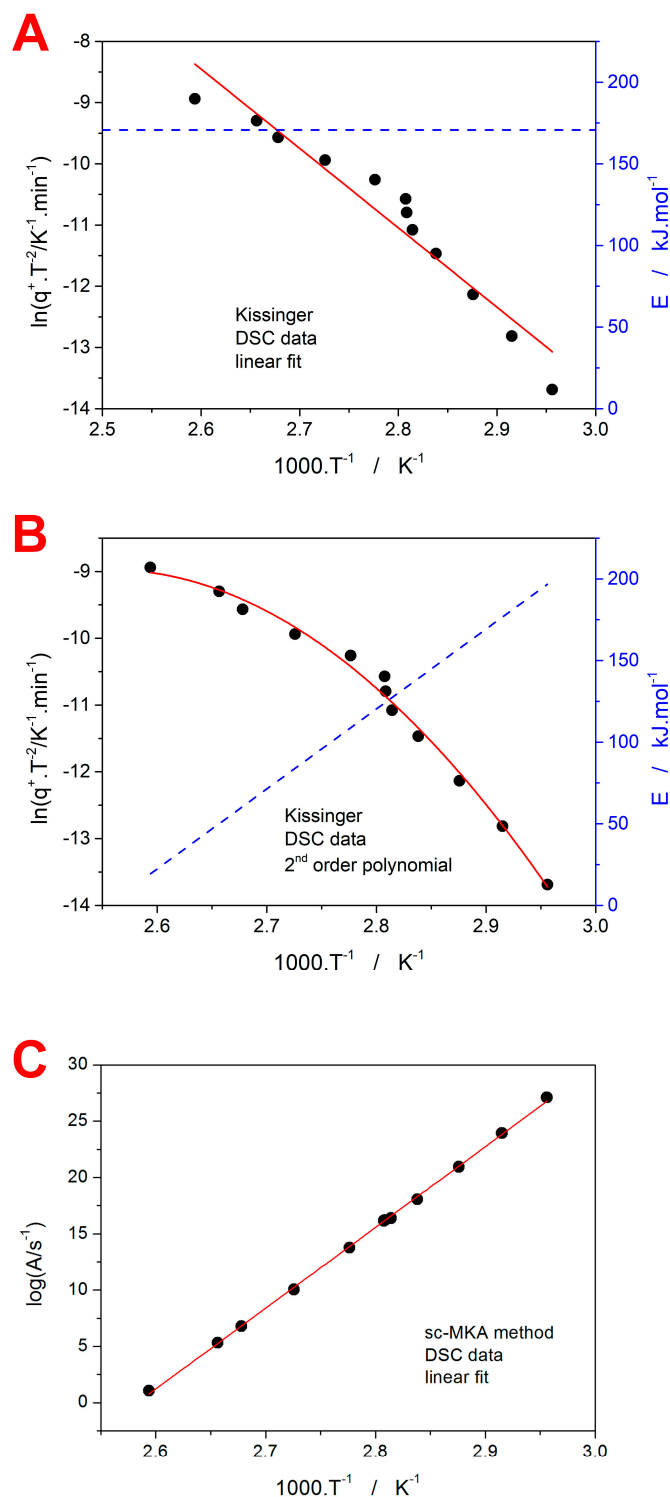 A
-8
-9
-10
-11
-12
-13
-14
ln(q⁺.T⁻²/K⁻¹.min⁻¹)
200
150
100
50
0
E / kJ.mol⁻¹
Kissinger
DSC data
linear fit
2.5 2.6 2.7 2.8 2.9 3.0
1000.T⁻¹ / K⁻¹
B
-9
-10
-11
-12
-13
-14
ln(q⁺.T⁻²/K⁻¹.min⁻¹)
200
150
100
50
0
E / kJ.mol⁻¹
Kissinger
DSC data
2ⁿᵈ order polynomial
2.6 2.7 2.8 2.9 3.0
1000.T⁻¹ / K⁻¹
C
30
25
20
15
10
5
0
log(A/s⁻¹)
sc-MKA method
DSC data
linear fit
2.6 2.7 2.8 2.9 3.0
1000.T⁻¹ / K⁻¹